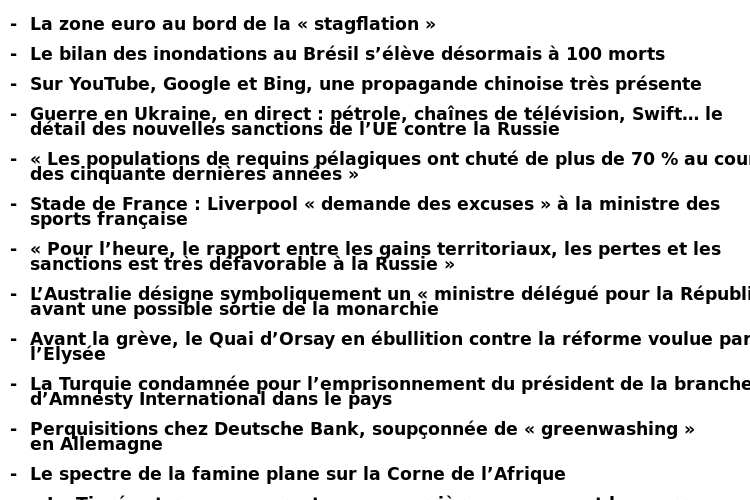 - La zone euro au bord de la « stagflation »
- Le bilan des inondations au Brésil s’élève désormais à 100 morts
- Sur YouTube, Google et Bing, une propagande chinoise très présente
- Guerre en Ukraine, en direct : pétrole, chaînes de télévision, Swift… le
détail des nouvelles sanctions de l’UE contre la Russie
- « Les populations de requins pélagiques ont chuté de plus de 70 % au cour
des cinquante dernières années »
- Stade de France : Liverpool « demande des excuses » à la ministre des
sports française
- « Pour l’heure, le rapport entre les gains territoriaux, les pertes et les
sanctions est très défavorable à la Russie »
- L’Australie désigne symboliquement un « ministre délégué pour la Républi
avant une possible sortie de la monarchie
- Avant la grève, le Quai d’Orsay en ébullition contre la réforme voulue par
l’Elysée
- La Turquie condamnée pour l’emprisonnement du président de la branche
d’Amnesty International dans le pays
- Perquisitions chez Deutsche Bank, soupçonnée de « greenwashing »
en Allemagne
- Le spectre de la famine plane sur la Corne de l’Afrique